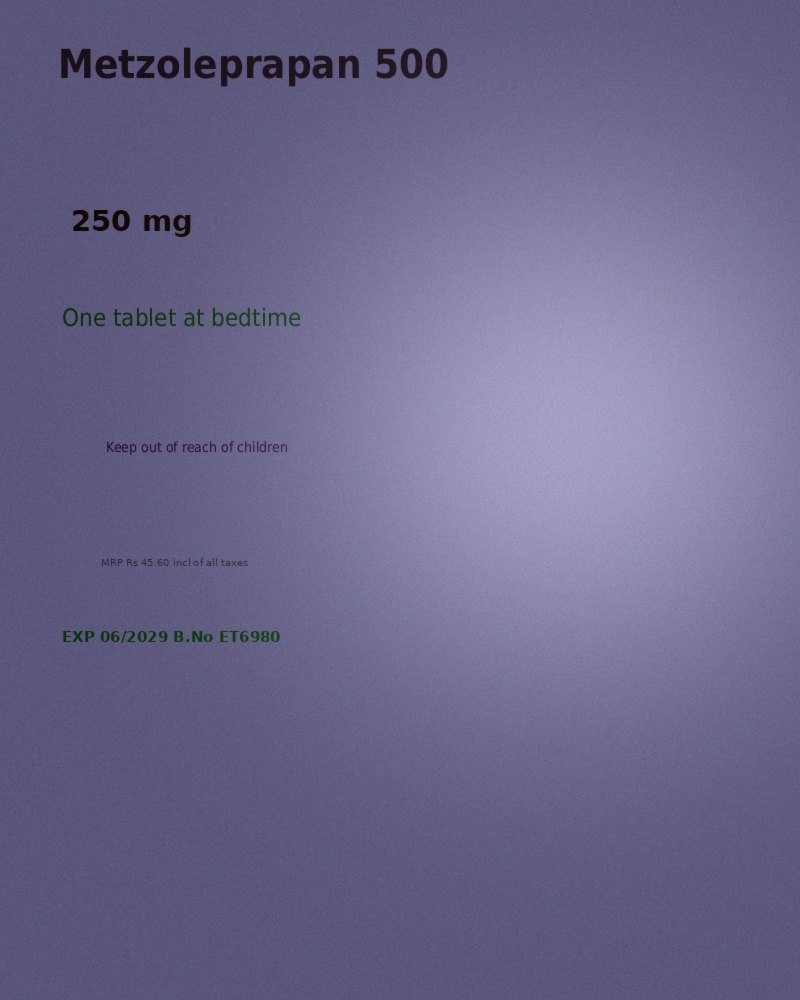 Metzoleprapan 500
250 mg
One tablet at bedtime
Keep out of reach of children
MRP Rs 45.60 incl of all taxes
EXP 06/2029 B.No ET6980